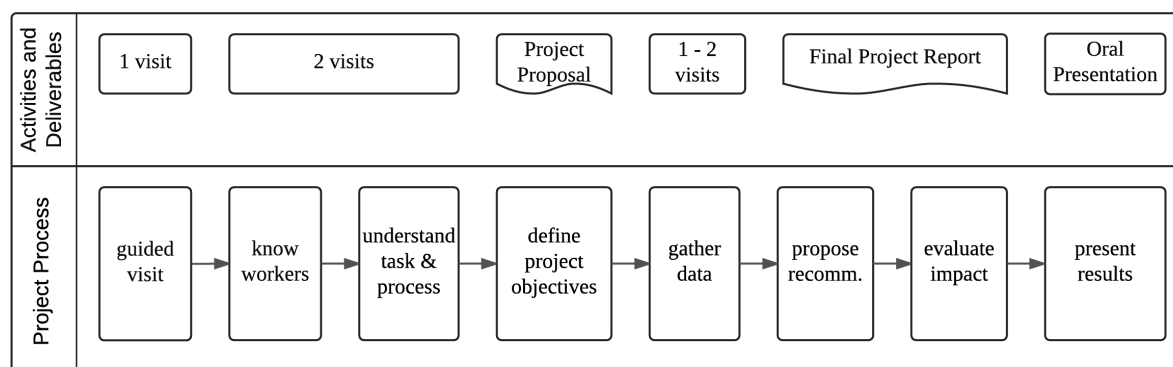 Activities and
Deliverables
1 visit
2 visits
Project
Proposal
1 - 2
visits
Final Project Report
Oral
Presentation
Project Process
guided
visit
know
workers
understand
task &
process
define
project
objectives
gather
data
propose
recomm.
evaluate
impact
present
results